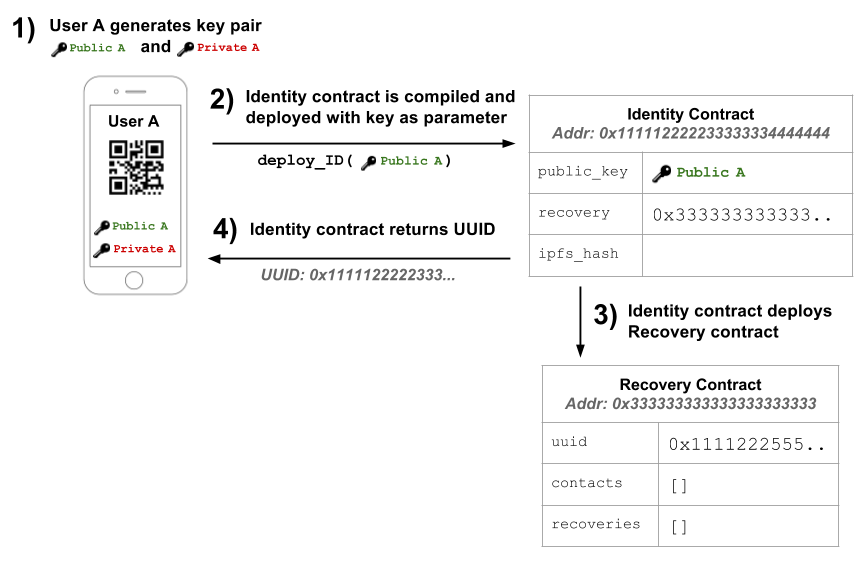 1) User A generates key pair
Public A and Private A
User A
Public A
Private A
2) Identity contract is compiled and
deployed with key as parameter
deploy_ID( Public A )
4) Identity contract returns UUID
UUID: 0x1111122222333...
Identity Contract
Addr: 0x111112222233333334444444
public_key Public A
recovery 0x333333333333..
ipfs_hash
3) Identity contract deploys
Recovery contract
Recovery Contract
Addr: 0x333333333333333333333
uuid 0x1111222555..
contacts []
recoveries []